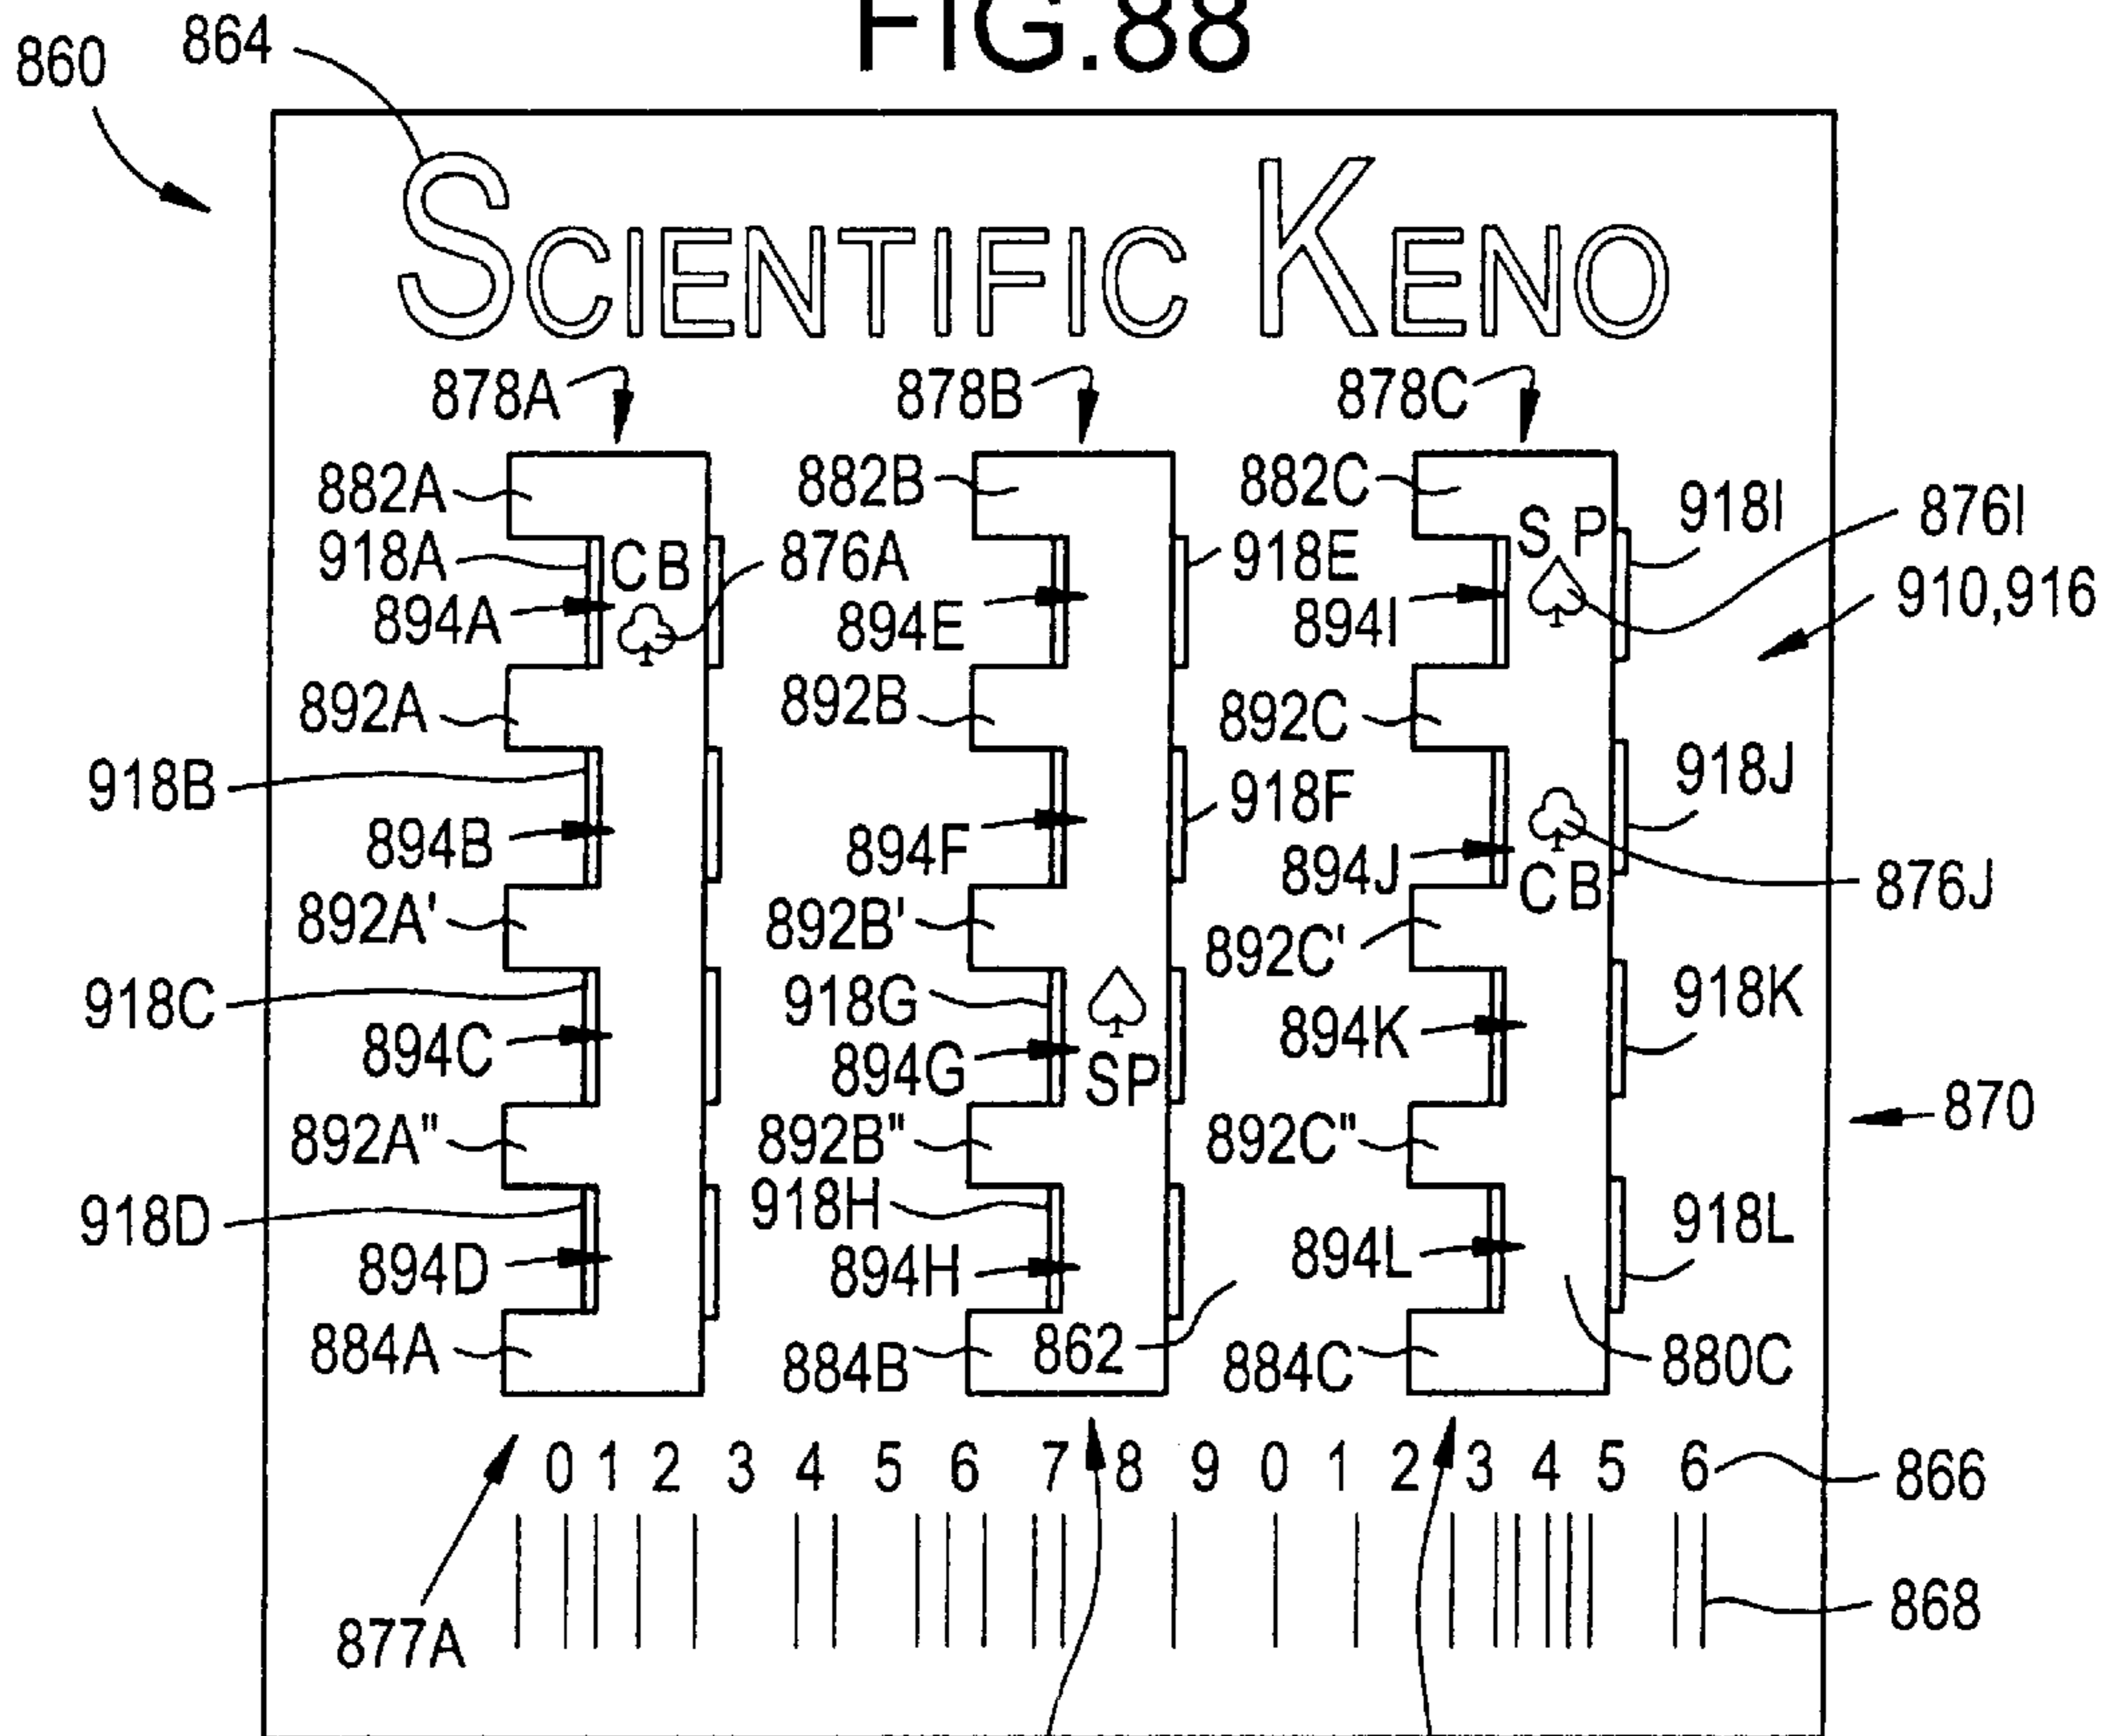 FIG.88
860 864
SCIENTIFIC KENO
878A 878B 878C
882A 882B 882C
918A CB 876A 918E SP 918I 876I
894A 894E 894I 910,916
892A 892B 892C
918B 918F 918J
894B 894F 894J CB 876J
892A' 892B' 892C'
918C 918G 918K
894C 894G SP 894K
870
892A" 892B" 892C"
918D 918H 918L
894D 894H 894L
884A 884B 862 884C 880C
0 1 2 3 4 5 6 7 8 9 0 1 2 3 4 5 6 866
877A 868